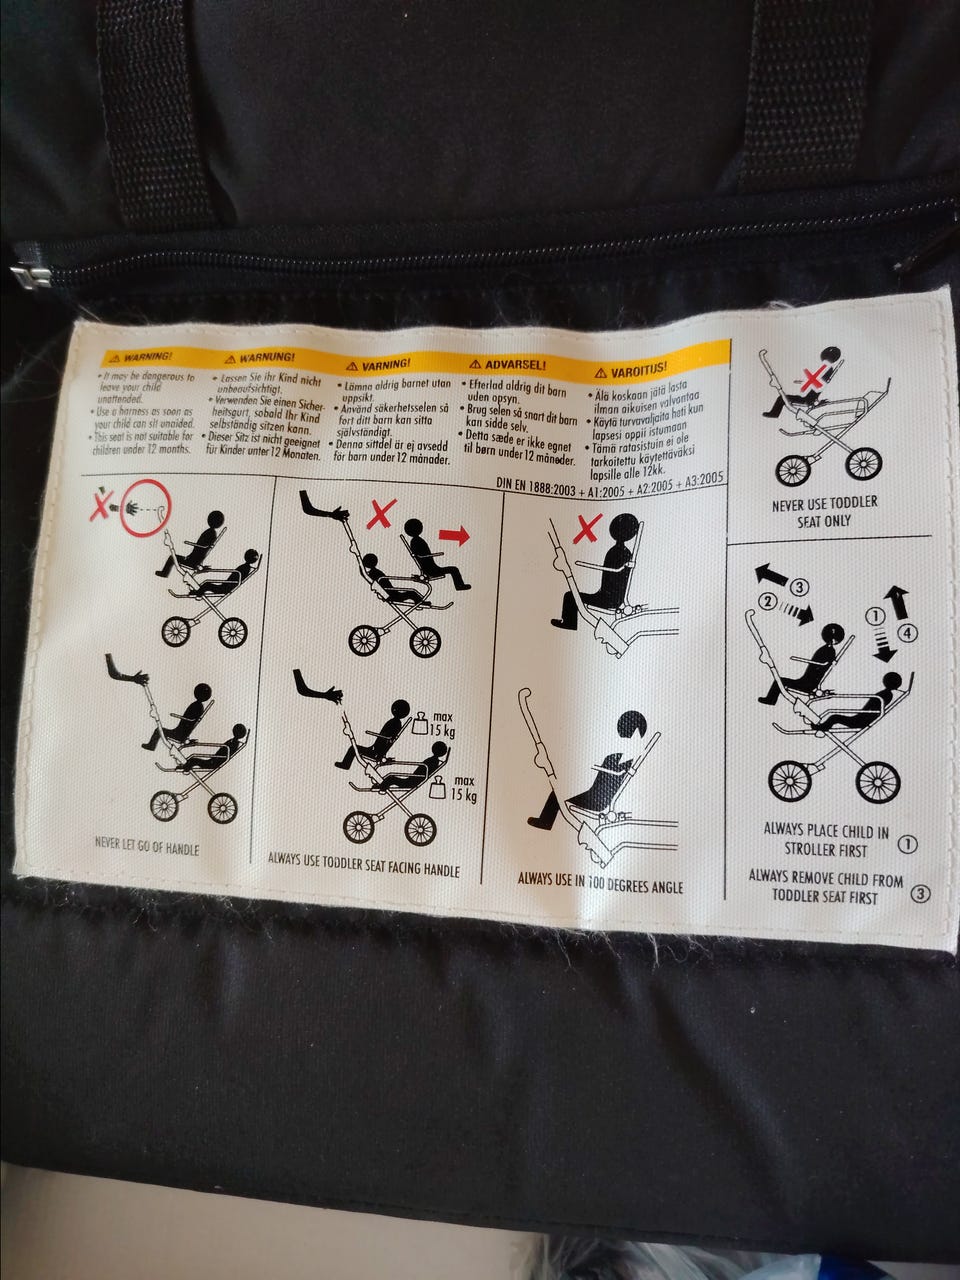 ⚠ WARNING!
• It may be dangerous to
leave your child
unattended.
• Use a harness as soon as
your child can sit unaided.
• This seat is not suitable for
children under 12 months.
⚠ WARNUNG!
• Lassen Sie ihr Kind nicht
unbeaufsichtigt.
• Verwenden Sie einen Sicher-
heitsgurt, sobald Ihr Kind
selbständig sitzen kann.
• Dieser Sitz ist nicht geeignet
für Kinder unter 12 Monaten.
⚠ VARNING!
• Lämna aldrig barnet utan
uppsikt.
• Använd säkerhetsselen så
fort ditt barn kan sitta
självständigt.
• Denna sittdel är ej avsedd
för barn under 12 månader.
⚠ ADVARSEL!
• Efterlad aldrig dit barn
uden opsyn.
• Brug selen så snart dit barn
kan sidde selv.
• Detta sæde er ikke egnet
til børn under 12 måneder.
⚠ VAROITUS!
• Älä koskaan jätä lasta
ilman aikuisen valvontaa
• Käytä turvavaljaita heti kun
lapsesi oppii istumaan
• Tämä ratasistuin ei ole
tarkoitettu käytettäväksi
lapsille alle 12kk.
DIN EN 1888:2003 + A1:2005 + A2:2005 + A3:2005
NEVER USE TODDLER
SEAT ONLY
NEVER LET GO OF HANDLE
max
15 kg
max
15 kg
ALWAYS USE TODDLER SEAT FACING HANDLE
ALWAYS USE IN 100 DEGREES ANGLE
3
2
1
4
ALWAYS PLACE CHILD IN
STROLLER FIRST 1
ALWAYS REMOVE CHILD FROM
TODDLER SEAT FIRST 3